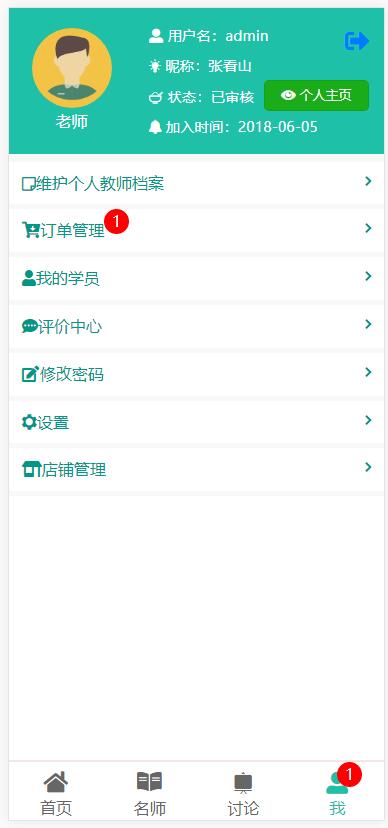 用户名：admin
昵称：张看山
状态：已审核
个人主页
老师
加入时间：2018-06-05
维护个人教师档案
订单管理 1
我的学员
评价中心
修改密码
设置
店铺管理
1
首页 名师 讨论 我